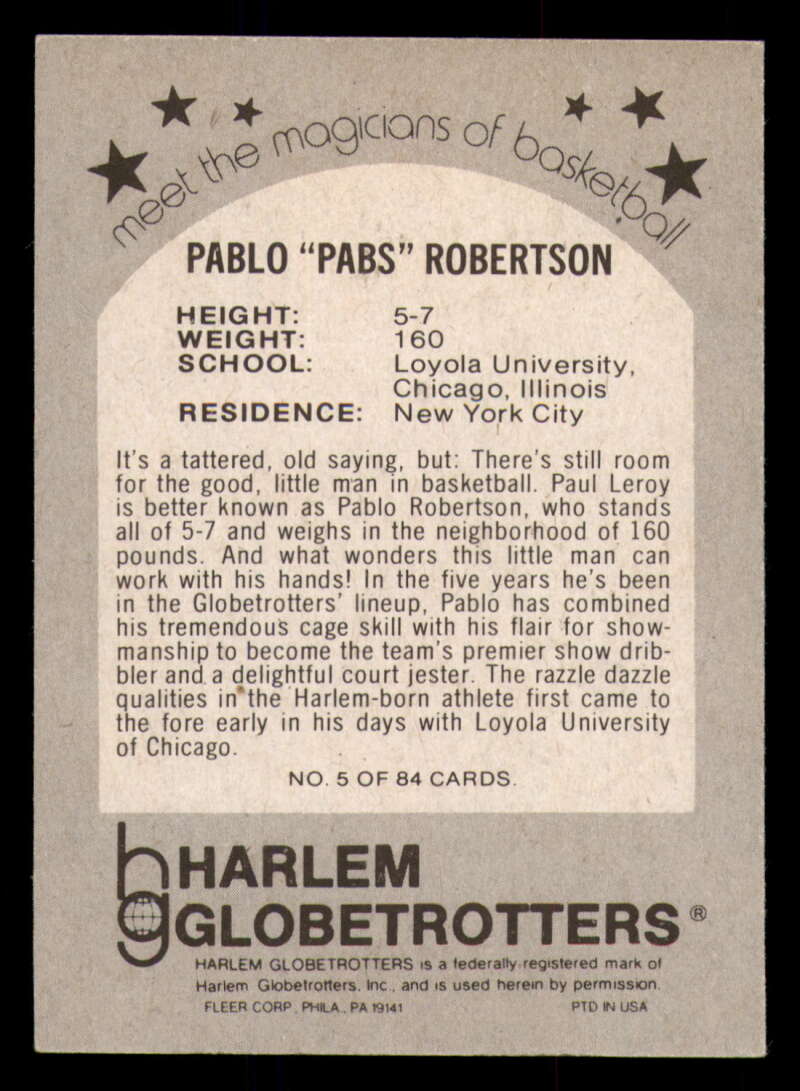 meet the magicians of basketball
PABLO “PABS” ROBERTSON
HEIGHT: 5-7
WEIGHT: 160
SCHOOL: Loyola University,
Chicago, Illinois
RESIDENCE: New York City
It's a tattered, old saying, but: There's still room
for the good, little man in basketball. Paul Leroy
is better known as Pablo Robertson, who stands
all of 5-7 and weighs in the neighborhood of 160
pounds. And what wonders this little man can
work with his hands! In the five years he's been
in the Globetrotters' lineup, Pablo has combined
his tremendous cage skill with his flair for show-
manship to become the team's premier show drib-
bler and a delightful court jester. The razzle dazzle
qualities in the Harlem-born athlete first came to
the fore early in his days with Loyola University
of Chicago.
NO. 5 OF 84 CARDS.
hg HARLEM
GLOBETROTTERS ®
HARLEM GLOBETROTTERS is a federally registered mark of
Harlem Globetrotters, Inc., and is used herein by permission.
FLEER CORP., PHILA., PA 19141 PTD IN USA